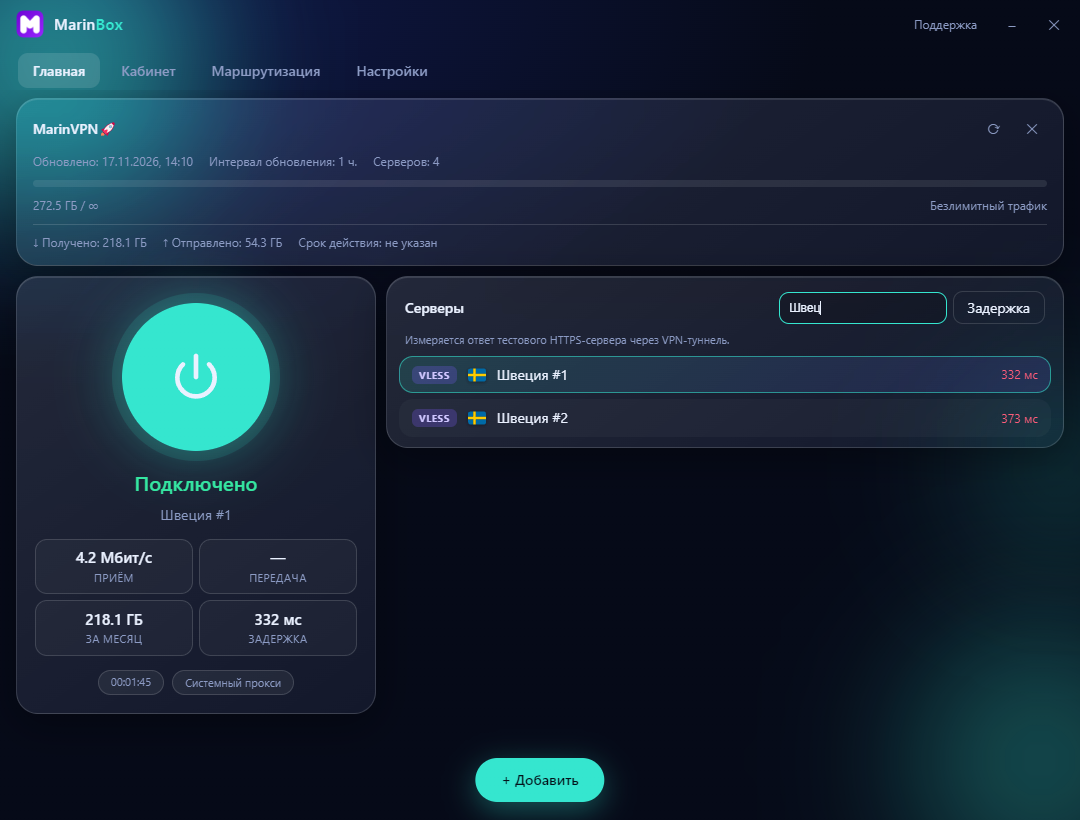 MarinBox
Поддержка
Главная Кабинет Маршрутизация Настройки
MarinVPN🚀
Обновлено: 17.11.2026, 14:10 Интервал обновления: 1 ч. Серверов: 4
272.5 ГБ / ∞
Безлимитный трафик
↓ Получено: 218.1 ГБ ↑ Отправлено: 54.3 ГБ Срок действия: не указан
Подключено
Швеция #1
4.2 Мбит/с
ПРИЁМ
—
ПЕРЕДАЧА
218.1 ГБ
ЗА МЕСЯЦ
332 мс
ЗАДЕРЖКА
00:01:45
Системный прокси
Серверы
Швец
Задержка
Измеряется ответ тестового HTTPS-сервера через VPN-туннель.
VLESS 🇸🇪 Швеция #1 332 мс
VLESS 🇸🇪 Швеция #2 373 мс
+ Добавить